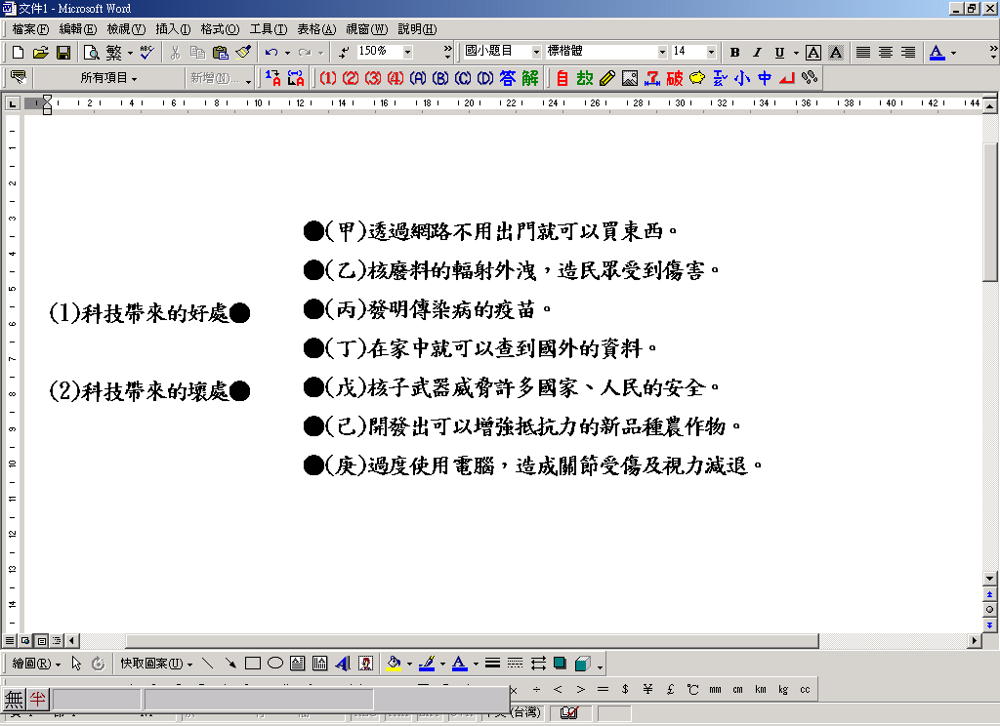 文件1 - Microsoft Word
檔案(F) 編輯(E) 檢視(V) 插入(I) 格式(O) 工具(T) 表格(A) 視窗(W) 說明(H)
繁 ABC 150% 國小題目 標楷體 14 B I U A A A
所有項目 新增(N)... (1) (2) (3) (4) (A) (B) (C) (D) 答 解 自 破 小 中
2 4 6 8 10 12 14 16 18 20 22 24 26 28 30 32 34 36 38 40 42 44
●(甲)透過網路不用出門就可以買東西。
●(乙)核廢料的輻射外洩，造民眾受到傷害。
(1)科技帶來的好處●
●(丙)發明傳染病的疫苗。
●(丁)在家中就可以查到國外的資料。
(2)科技帶來的壞處●
●(戊)核子武器威脅許多國家、人民的安全。
●(己)開發出可以增強抵抗力的新品種農作物。
●(庚)過度使用電腦，造成關節受傷及視力減退。
繪圖(R) 快取圖案(U)
× ÷ < > = $ ¥ £ ℃ mm cm km kg cc
無 半
(台灣)